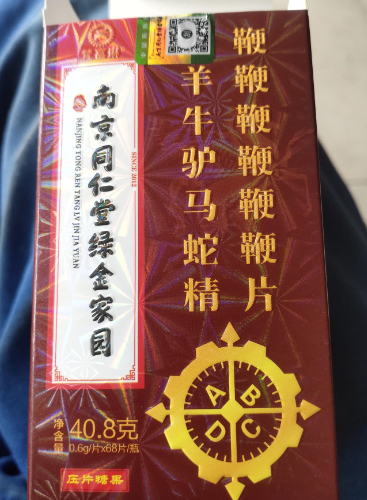 南京同仁堂绿金家园
NANJING TONG REN TANG LV JIN JIA YUAN
SINCE 2012
鞭
羊鞭
牛鞭
驴鞭
马鞭
蛇鞭
精片
A B
D C
净含量 40.8克
0.6g/片x68片/瓶
压片糖果